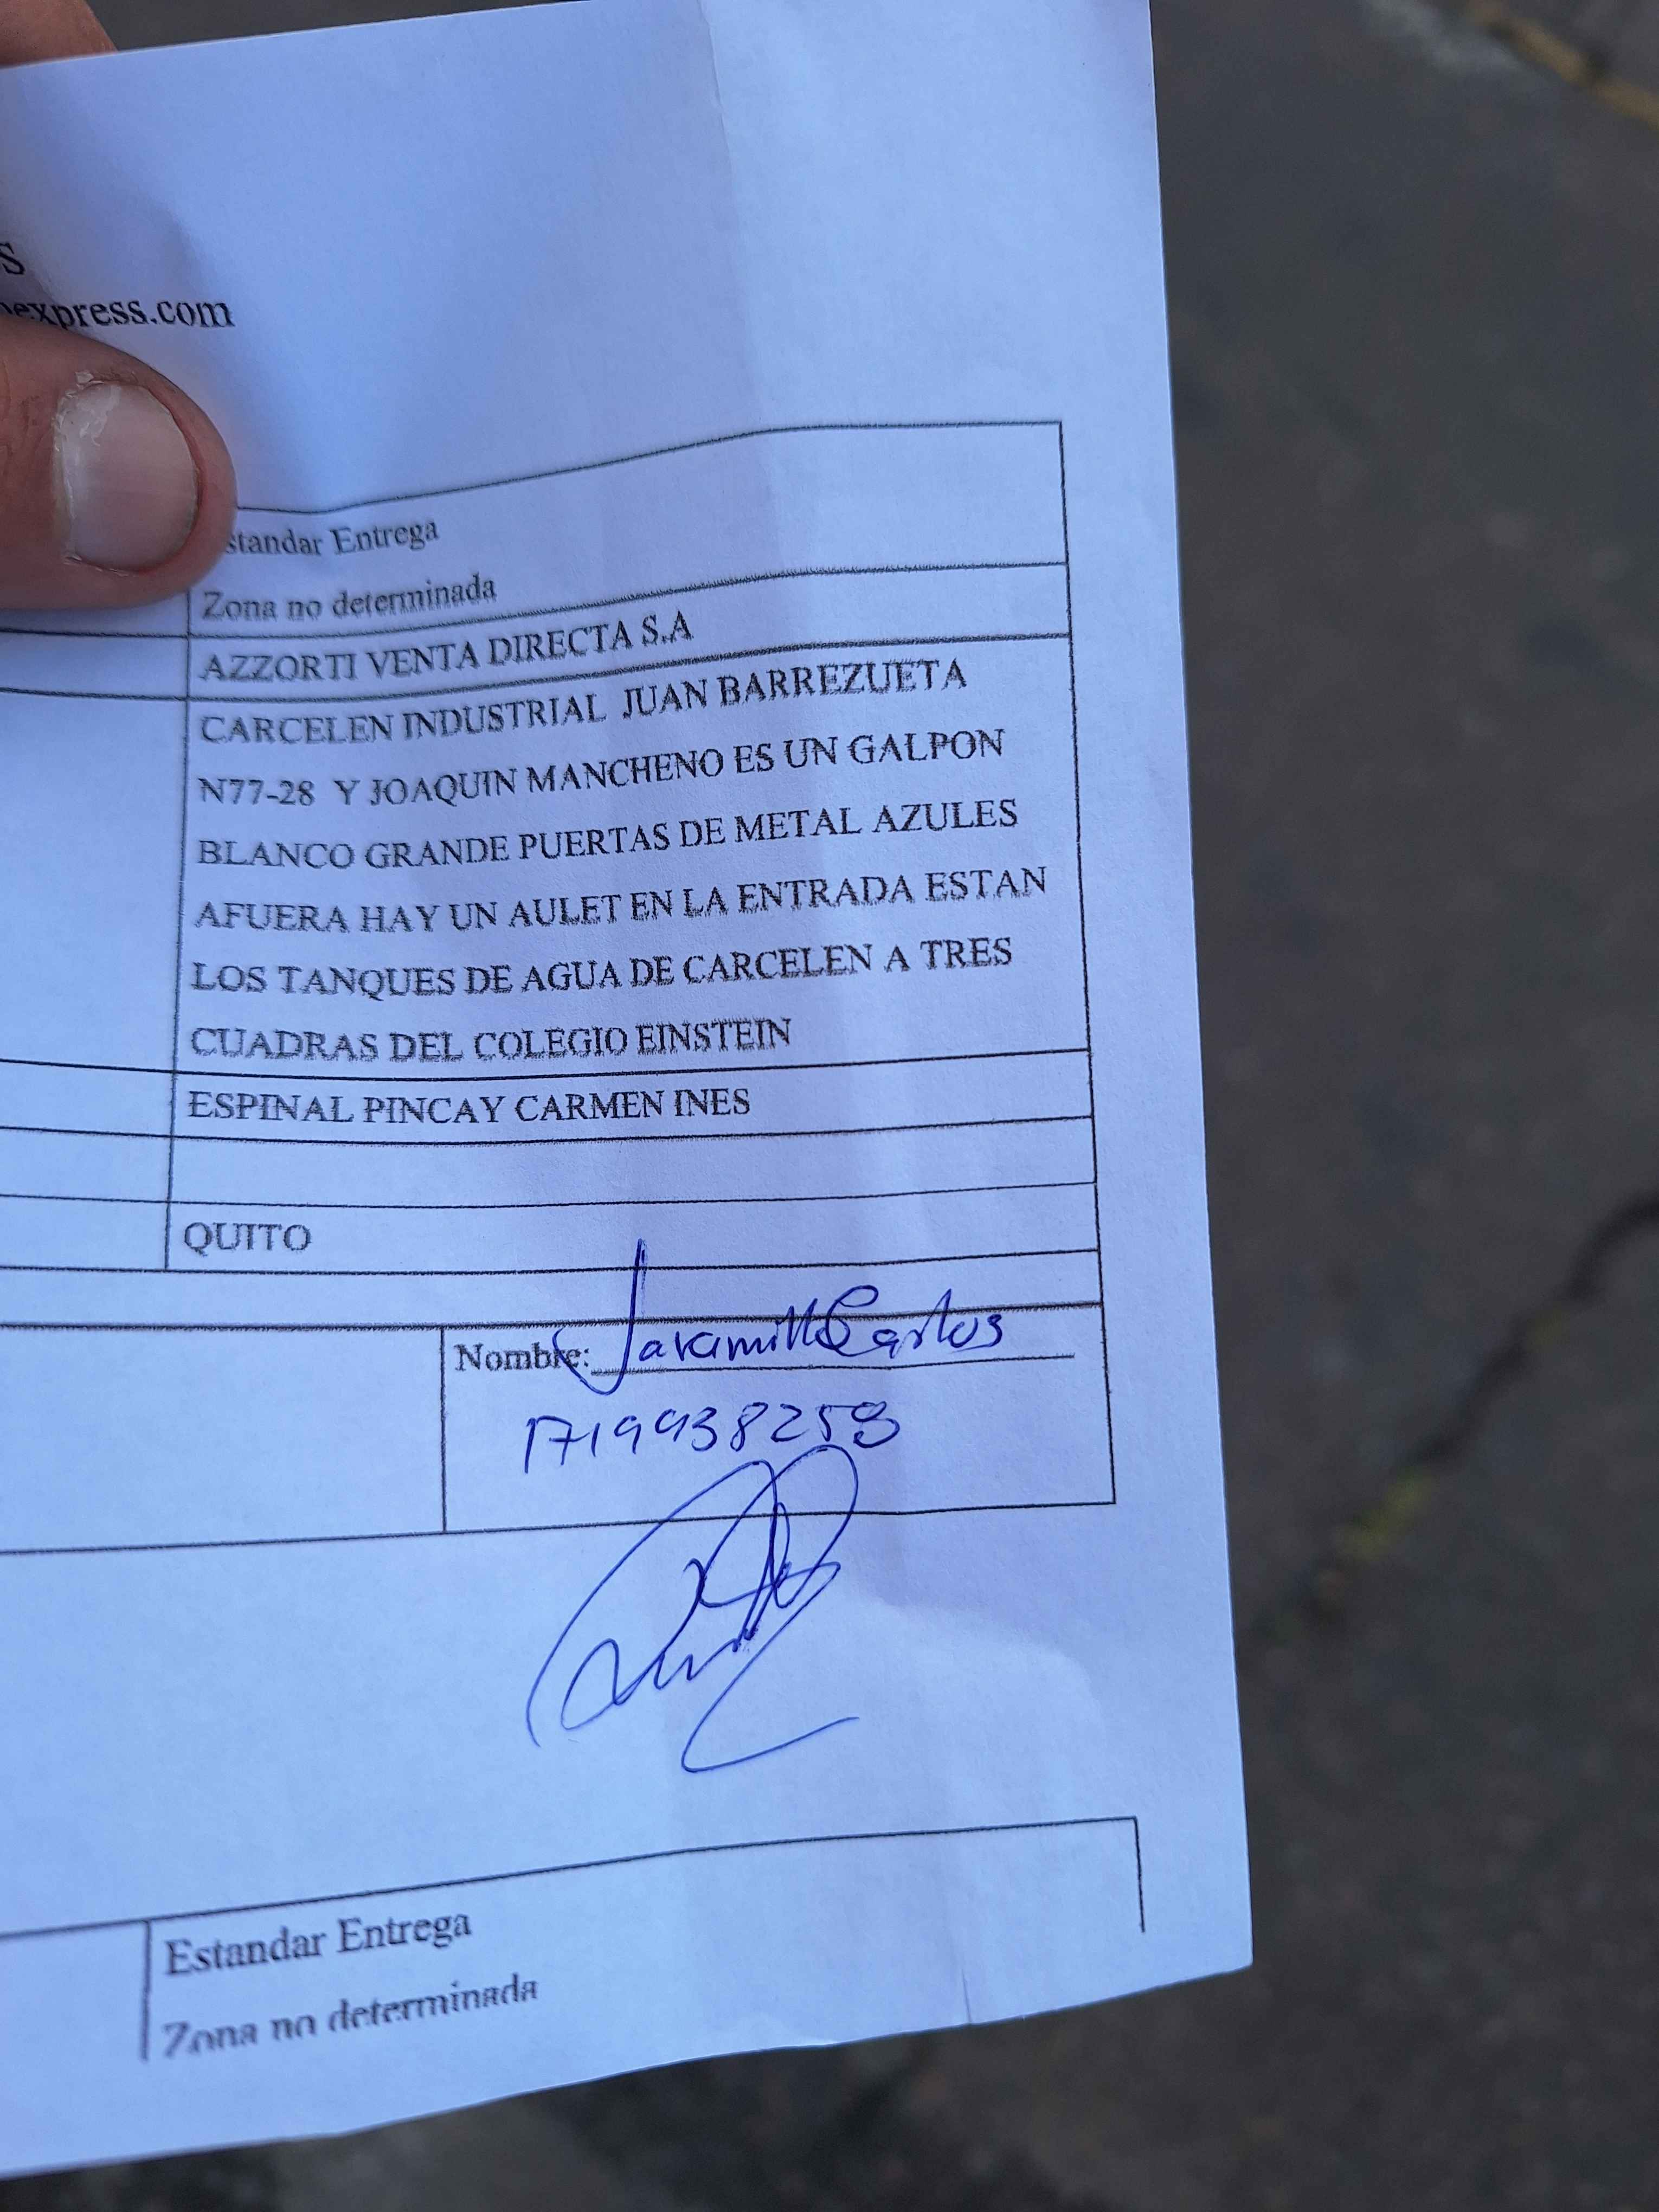 S
express.com
standar Entrega
Zona no determinada
AZZORTI VENTA DIRECTA S.A
CARCELEN INDUSTRIAL JUAN BARREZUETA
N77-28 Y JOAQUIN MANCHENO ES UN GALPON
BLANCO GRANDE PUERTAS DE METAL AZULES
AFUERA HAY UN AULET EN LA ENTRADA ESTAN
LOS TANQUES DE AGUA DE CARCELEN A TRES
CUADRAS DEL COLEGIO EINSTEIN
ESPINAL PINCAY CARMEN INES
QUITO
Nombre: Jaramillo Carlos
1719938259
Estandar Entrega
Zona no determinada